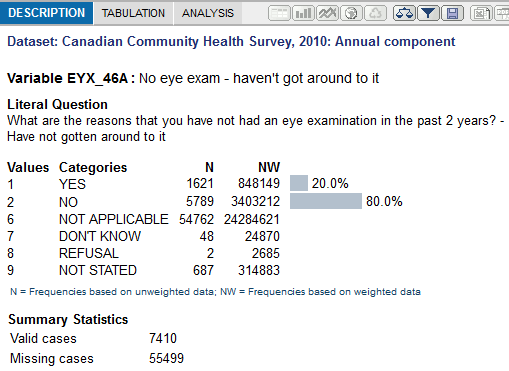 DESCRIPTION TABULATION ANALYSIS
Dataset: Canadian Community Health Survey, 2010: Annual component
Variable EYX_46A : No eye exam - haven't got around to it
Literal Question
What are the reasons that you have not had an eye examination in the past 2 years? -
Have not gotten around to it
Values Categories N NW
1 YES 1621 848149 20.0%
2 NO 5789 3403212 80.0%
6 NOT APPLICABLE 54762 24284621
7 DON'T KNOW 48 24870
8 REFUSAL 2 2685
9 NOT STATED 687 314883
N = Frequencies based on unweighted data; NW = Frequencies based on weighted data
Summary Statistics
Valid cases 7410
Missing cases 55499